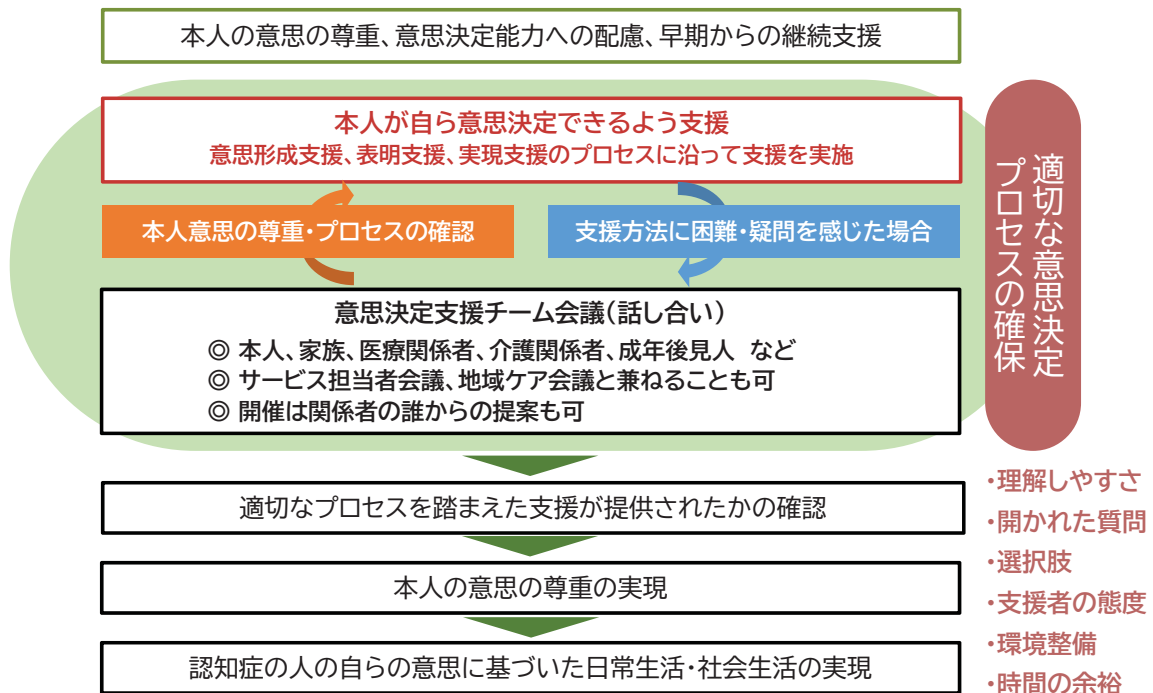 本人の意思の尊重、意思決定能力への配慮、早期からの継続支援
本人が自ら意思決定できるよう支援
意思形成支援、表明支援、実現支援のプロセスに沿って支援を実施
本人意思の尊重・プロセスの確認
支援方法に困難・疑問を感じた場合
意思決定支援チーム会議（話し合い）
◎ 本人、家族、医療関係者、介護関係者、成年後見人 など
◎ サービス担当者会議、地域ケア会議と兼ねることも可
◎ 開催は関係者の誰からの提案も可
適切なプロセスを踏まえた支援が提供されたかの確認
本人の意思の尊重の実現
認知症の人の自らの意思に基づいた日常生活・社会生活の実現
適切な意思決定
プロセスの確保
・理解しやすさ
・開かれた質問
・選択肢
・支援者の態度
・環境整備
・時間の余裕